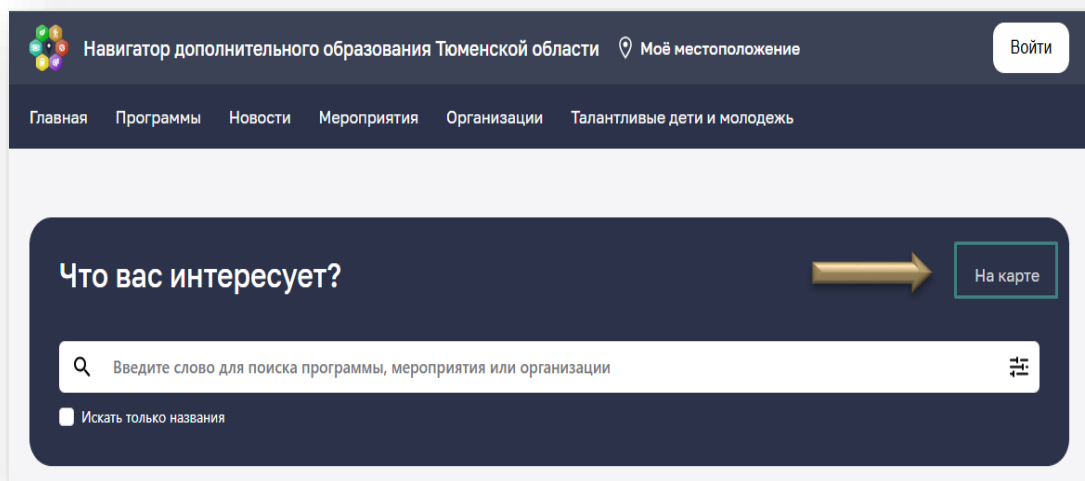 Навигатор дополнительного образования Тюменской области Моё местоположение Войти
Главная Программы Новости Мероприятия Организации Талантливые дети и молодежь
Что вас интересует? На карте
Введите слово для поиска программы, мероприятия или организации
Искать только названия